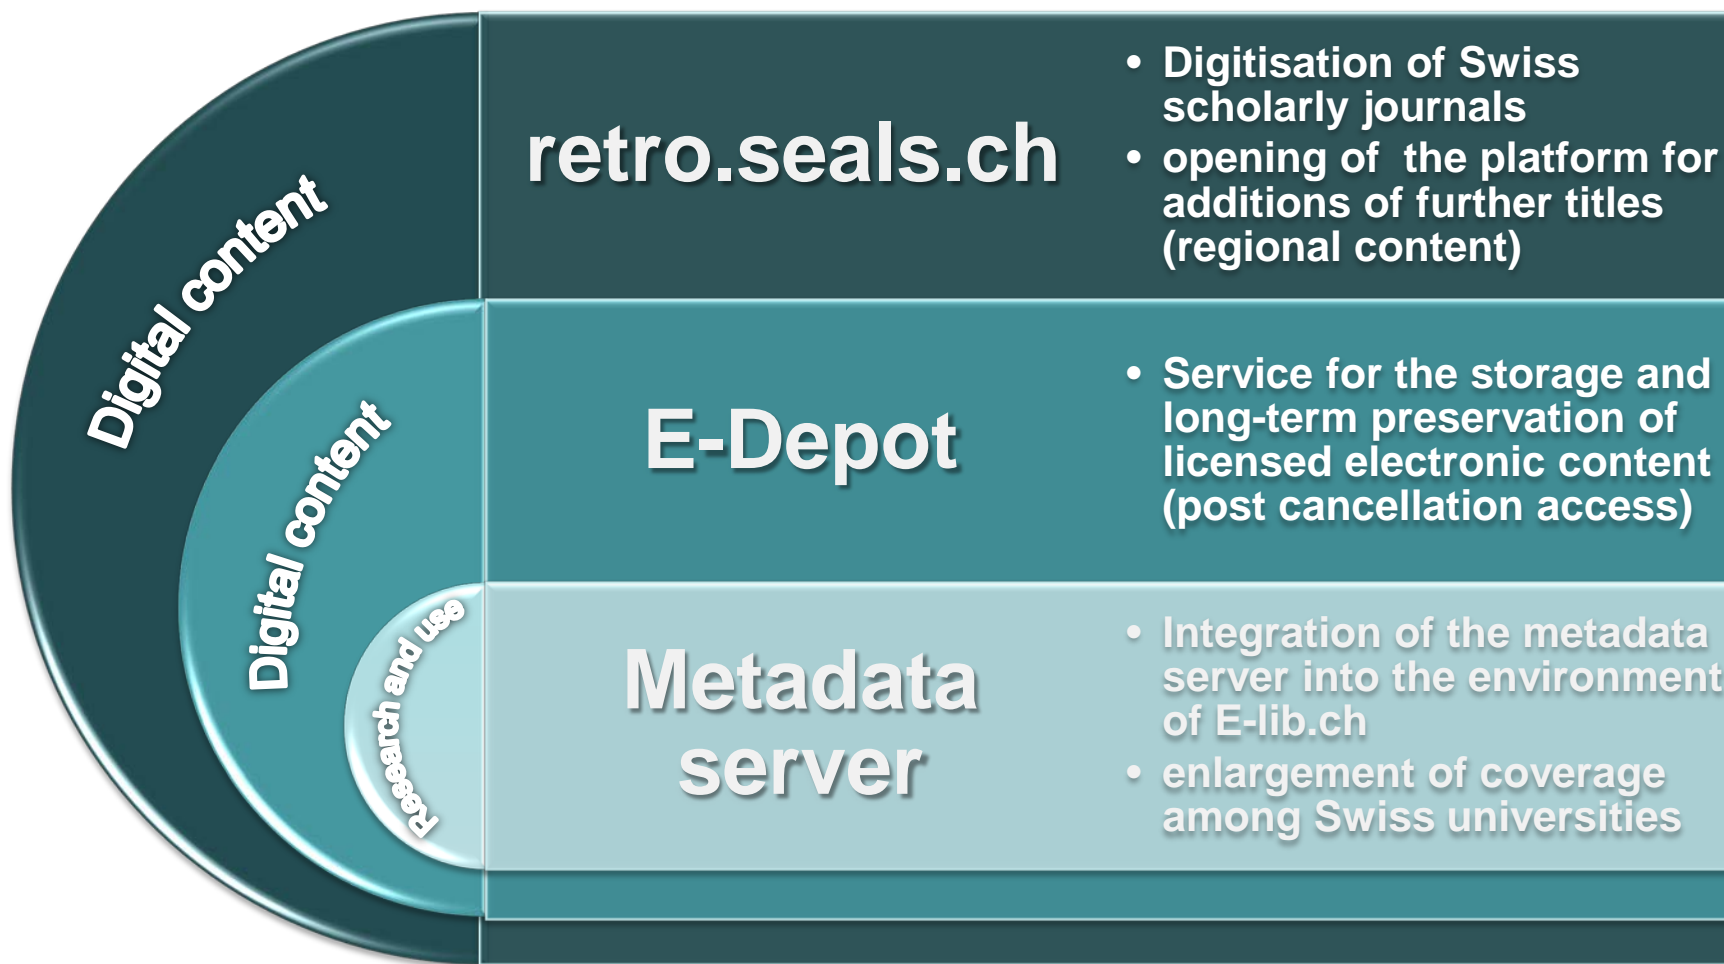 Digital content
retro.seals.ch
• Digitisation of Swiss
scholarly journals
• opening of  the platform for
additions of further titles
(regional content)
Digital content
E-Depot
• Service for the storage and
long-term preservation of
licensed electronic content
(post cancellation access)
Research and use
Metadata
server
• Integration of the metadata
server into the environment
of E-lib.ch
• enlargement of coverage
among Swiss universities